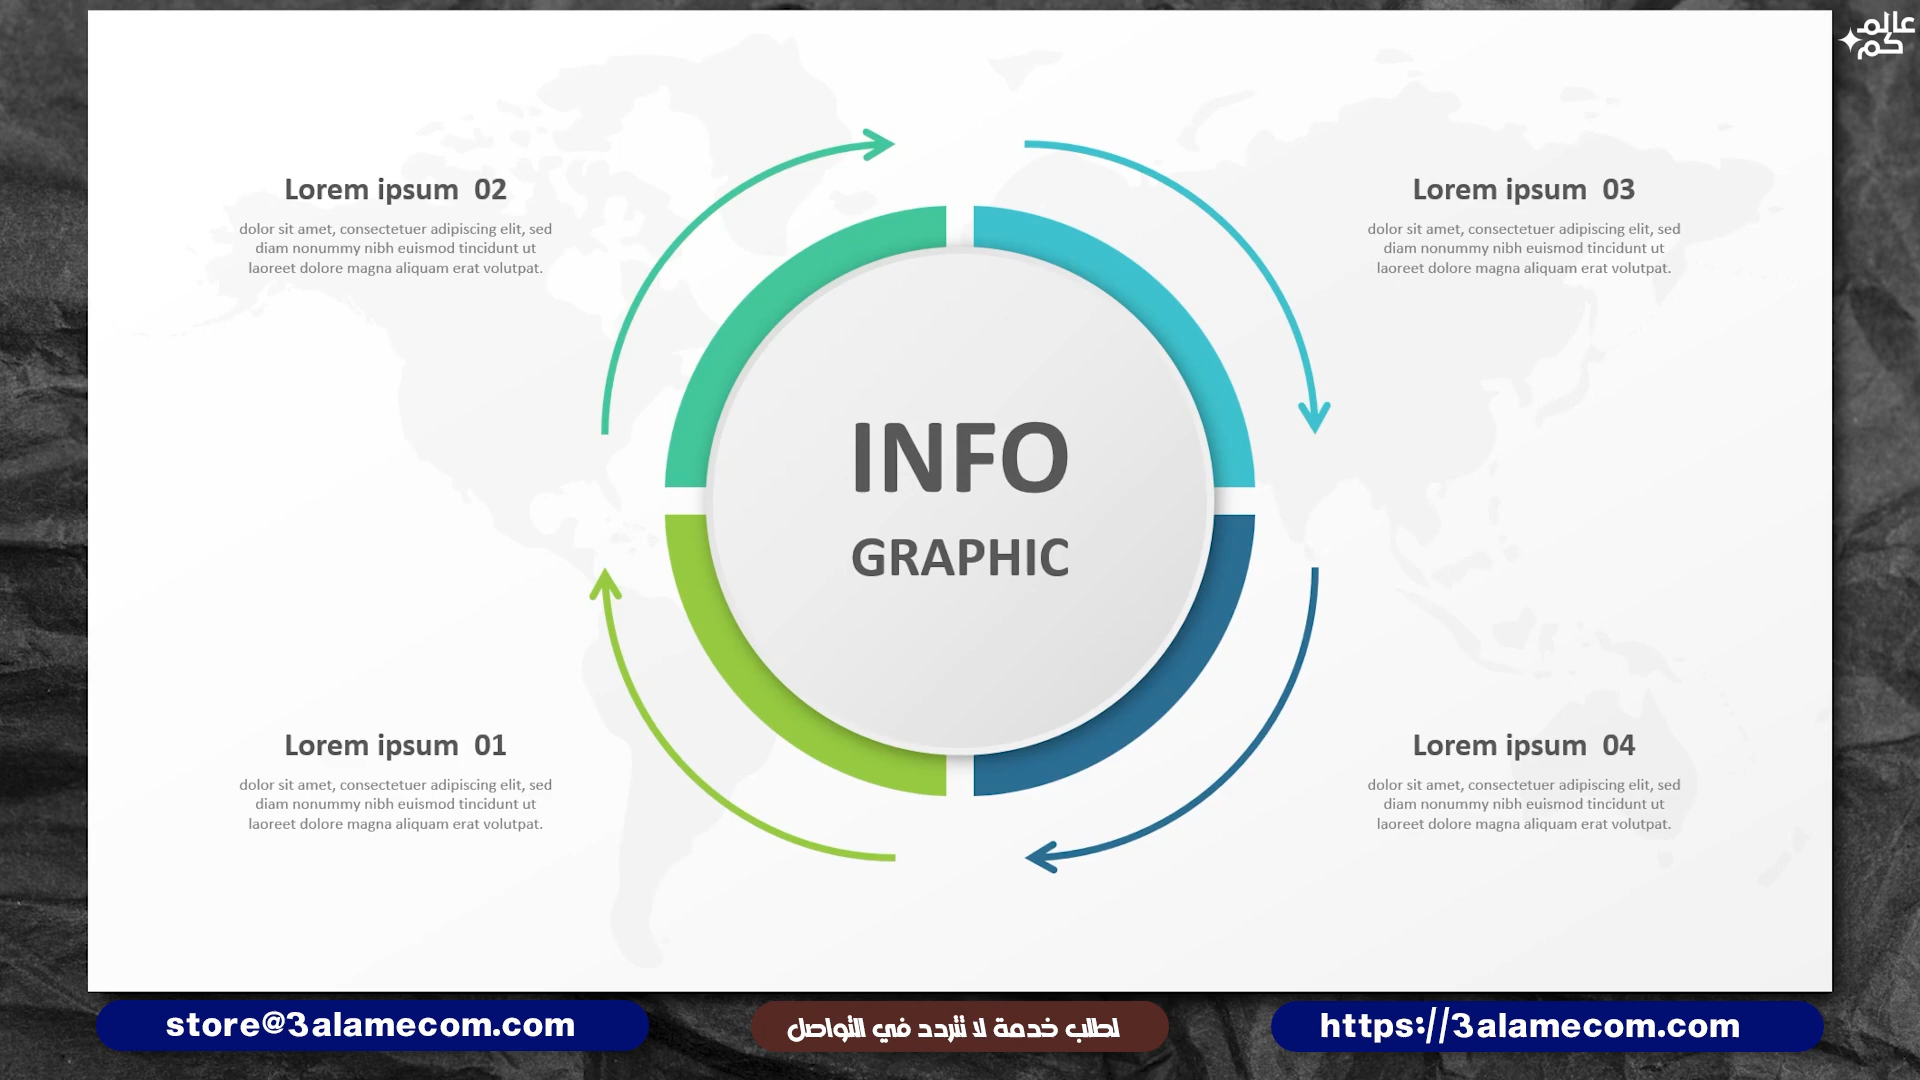 عالم
كم
Lorem ipsum 02
dolor sit amet, consectetuer adipiscing elit, sed
diam nonummy nibh euismod tincidunt ut
laoreet dolore magna aliquam erat volutpat.
Lorem ipsum 03
dolor sit amet, consectetuer adipiscing elit, sed
diam nonummy nibh euismod tincidunt ut
laoreet dolore magna aliquam erat volutpat.
INFO
GRAPHIC
Lorem ipsum 01
dolor sit amet, consectetuer adipiscing elit, sed
diam nonummy nibh euismod tincidunt ut
laoreet dolore magna aliquam erat volutpat.
Lorem ipsum 04
dolor sit amet, consectetuer adipiscing elit, sed
diam nonummy nibh euismod tincidunt ut
laoreet dolore magna aliquam erat volutpat.
store@3alamecom.com
لطلب خدمة لا تتردد في التواصل
https://3alamecom.com